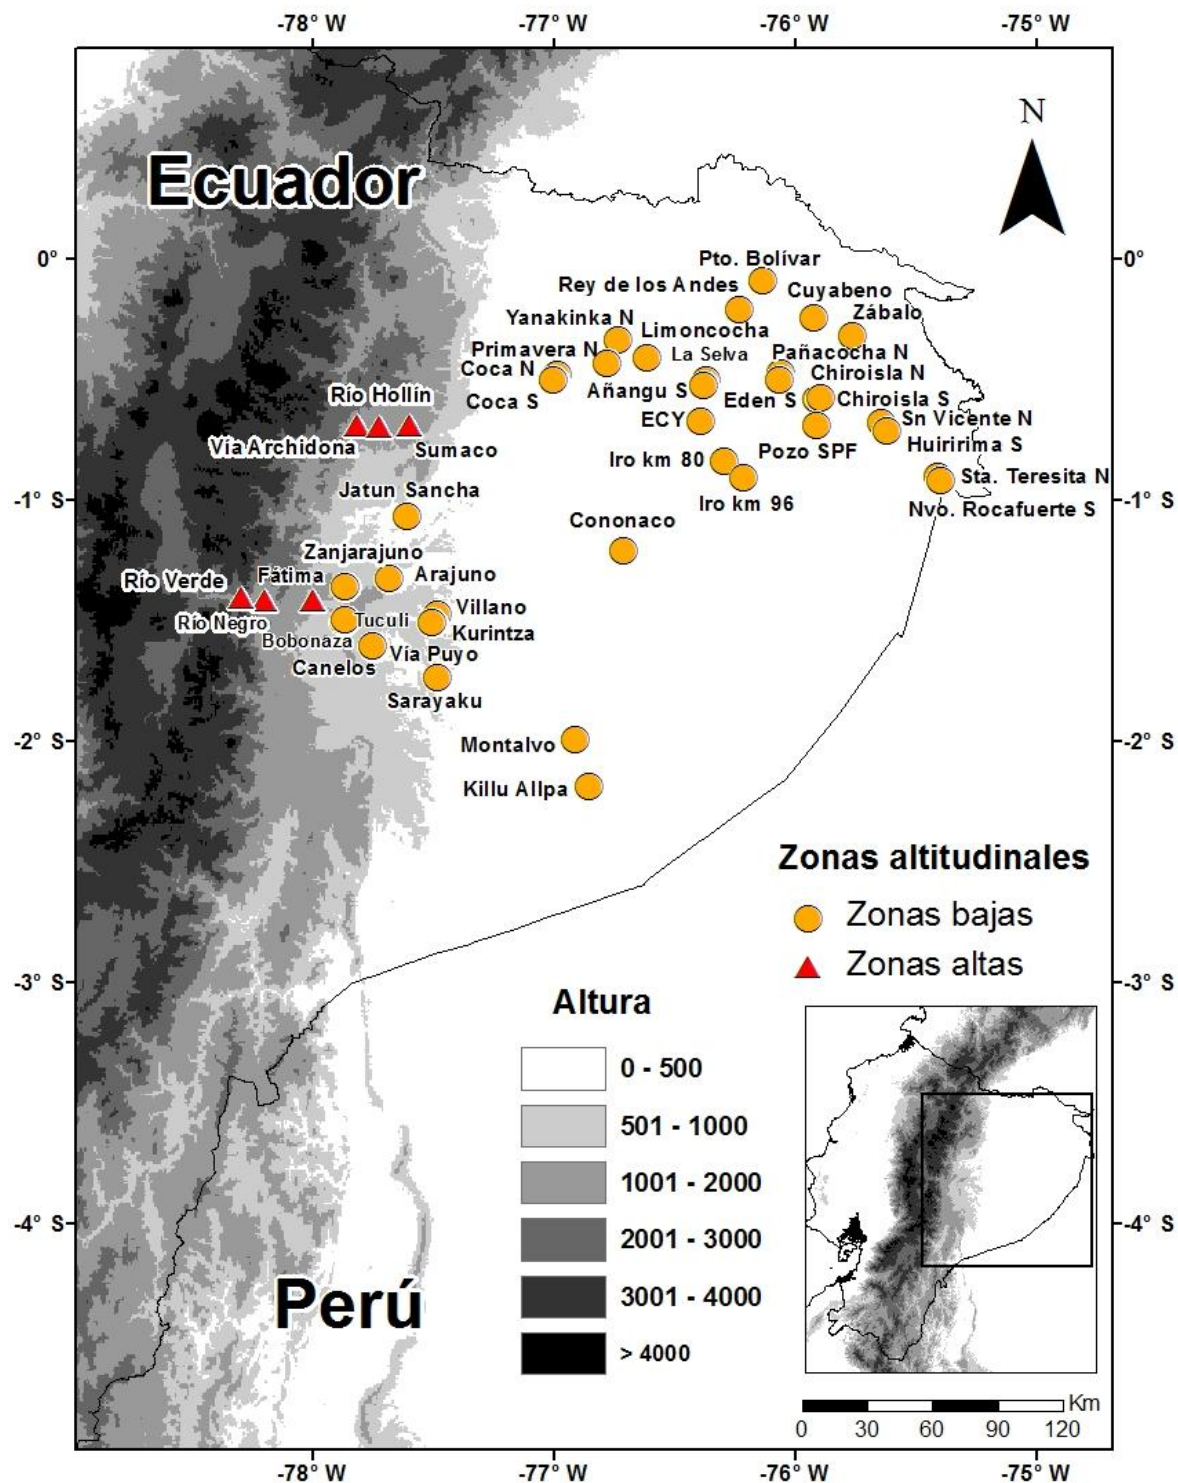 -78° W
-77° W
-76° W
-75° W
N
Ecuador
0°
0°
Pto. Bolívar
Rey de los Andes
Cuyabeno
Zábalo
Yanakinka N
Limoncocha
Primavera N
La Selva
Pañacocha N
Coca N
Chiroisla N
Coca S
Añangu S
Eden S
Chiroisla S
Río Hollín
ECY
Sn Vicente N
Vía Archidona
Sumaco
Pozo SPF
Huiririma S
Iro km 80
Sta. Teresita N
Jatun Sancha
-1° S
-1° S
Iro km 96
Nvo. Rocafuerte S
Cononaco
Zanjarajuno
Río Verde
Fátima
Arajuno
Río Negro
Tuculi
Villano
Bobonaza
Kurintza
Canelos
Vía Puyo
Sarayaku
-2° S
-2° S
Montalvo
Killu Allpa
Zonas altitudinales
Zonas bajas
Zonas altas
-3° S
-3° S
Altura
0 - 500
501 - 1000
1001 - 2000
2001 - 3000
3001 - 4000
> 4000
-4° S
-4° S
Perú
Km
0 30 60 90 120
-78° W
-77° W
-76° W
-75° W